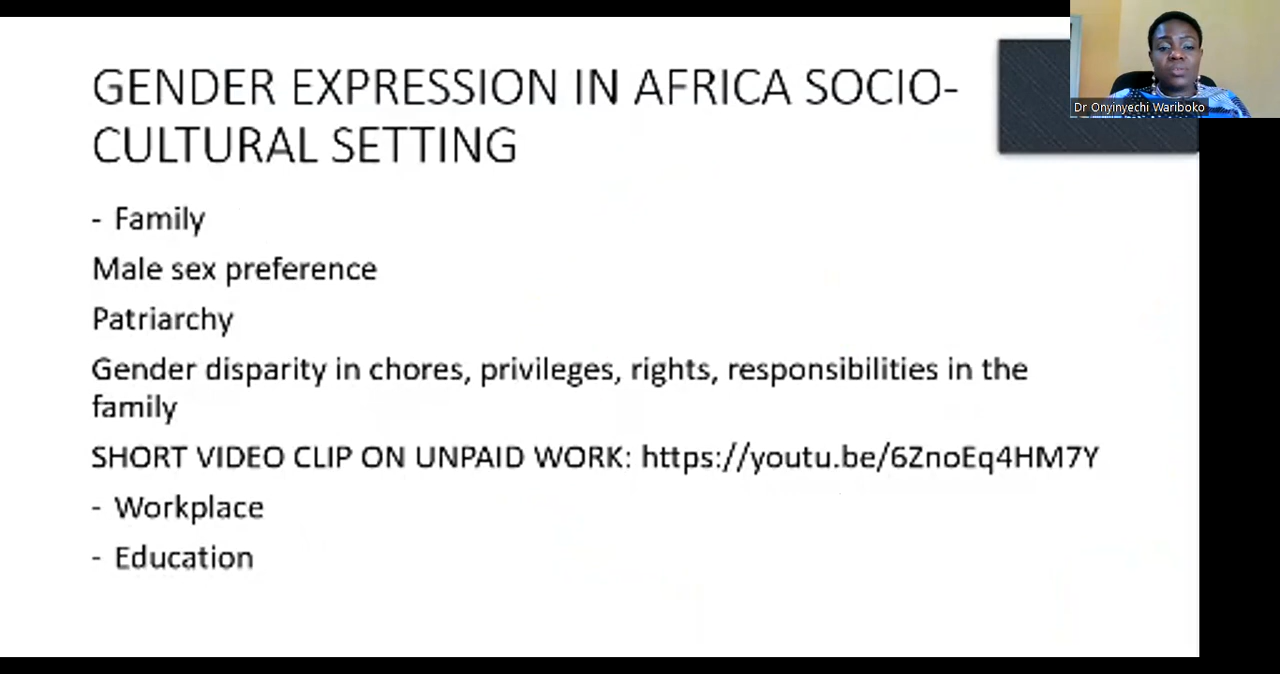 GENDER EXPRESSION IN AFRICA SOCIO-
CULTURAL SETTING
- Family
Male sex preference
Patriarchy
Gender disparity in chores, privileges, rights, responsibilities in the
family
SHORT VIDEO CLIP ON UNPAID WORK: https://youtu.be/6ZnoEq4HM7Y
- Workplace
- Education
Dr Onyinyechi Wariboko